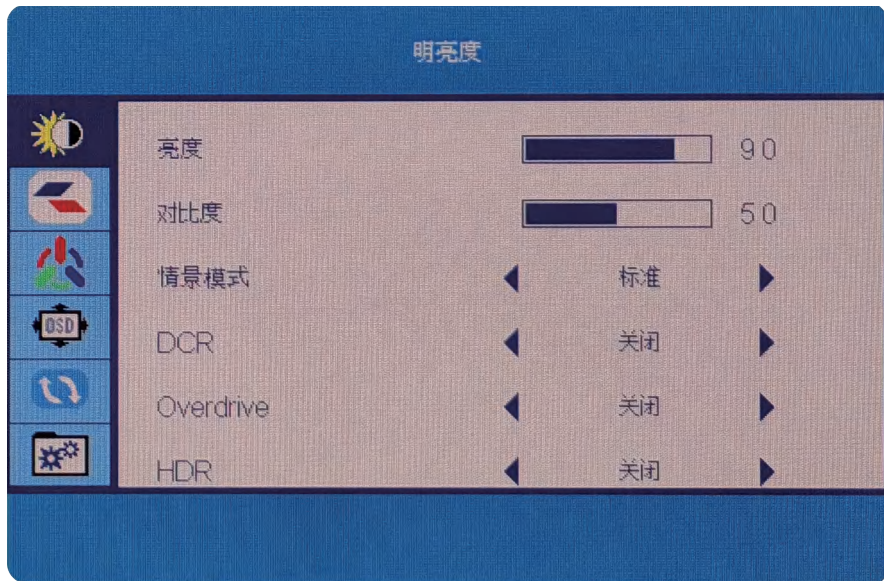 明亮度
亮度 90
对比度 50
情景模式 标准
DCR 关闭
OSD
Overdrive 关闭
HDR 关闭